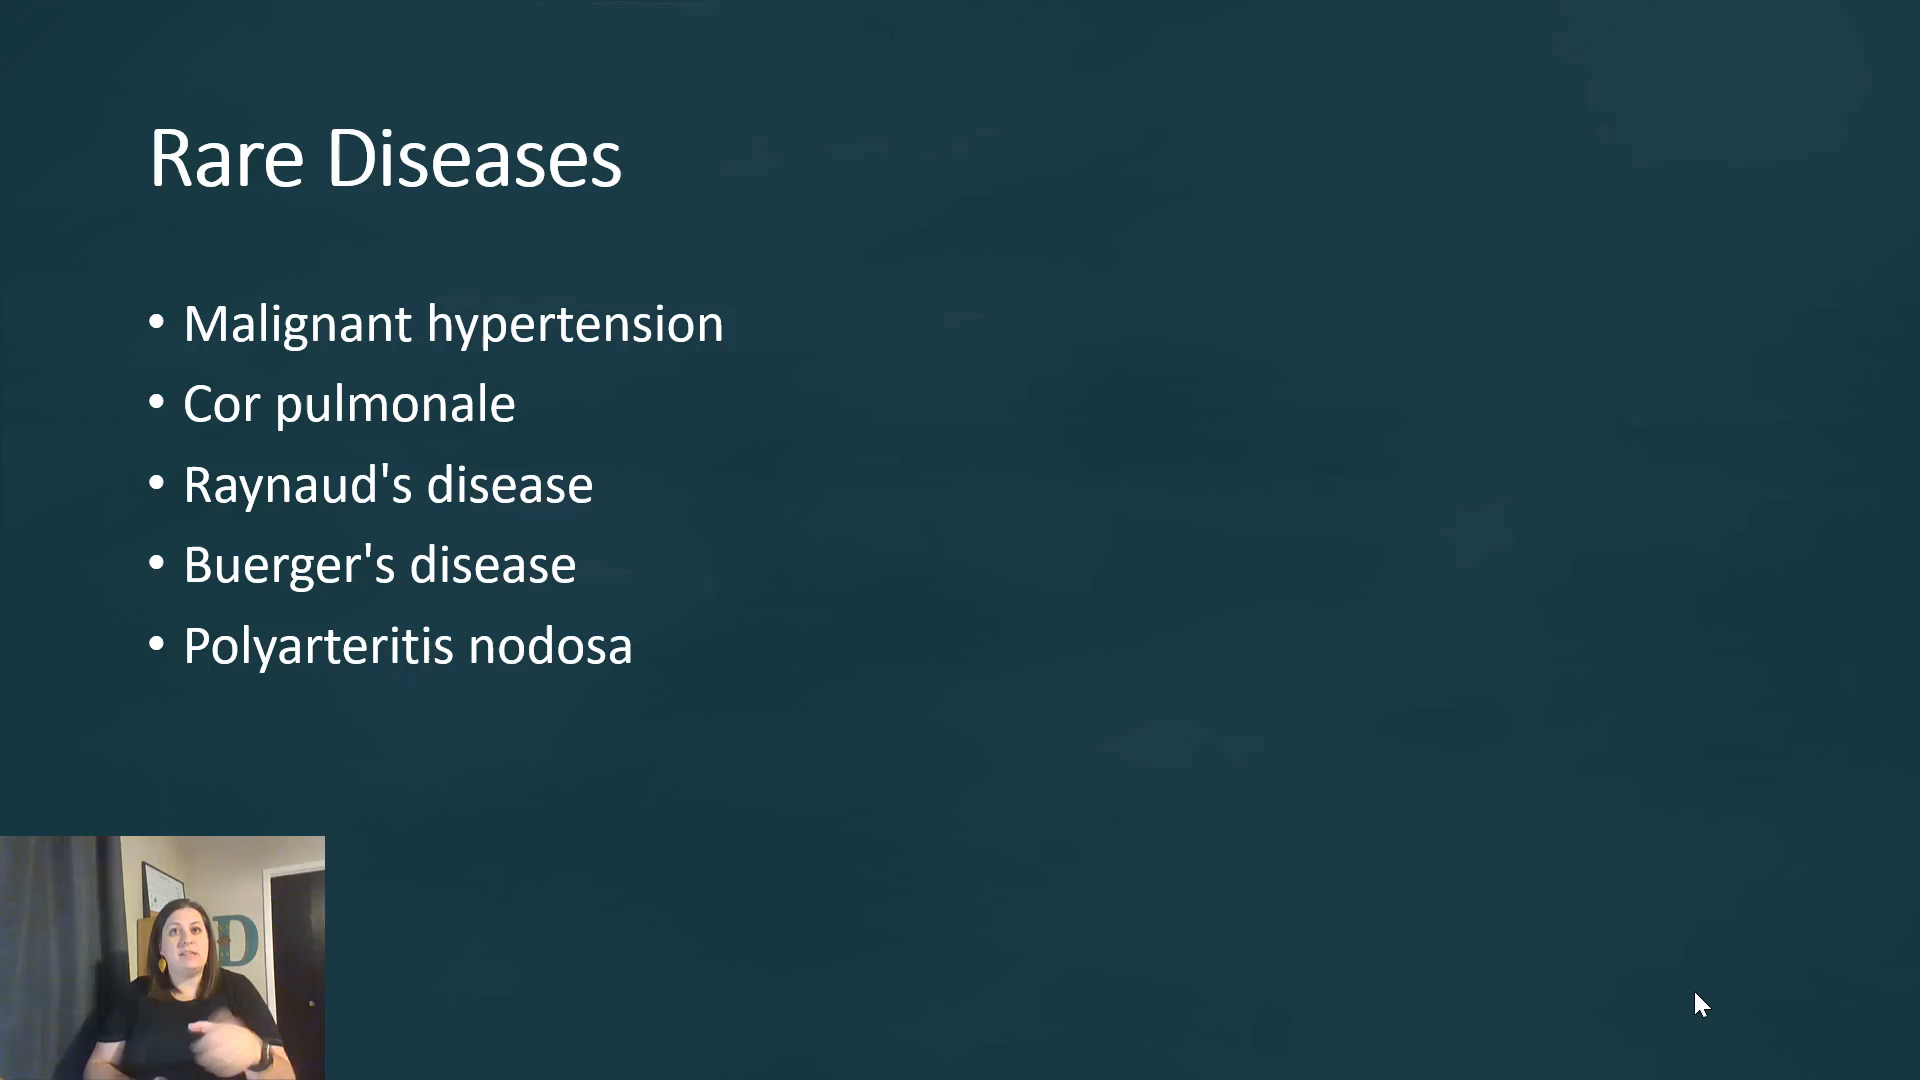 Rare Diseases
• Malignant hypertension
• Cor pulmonale
• Raynaud's disease
• Buerger's disease
• Polyarteritis nodosa
D